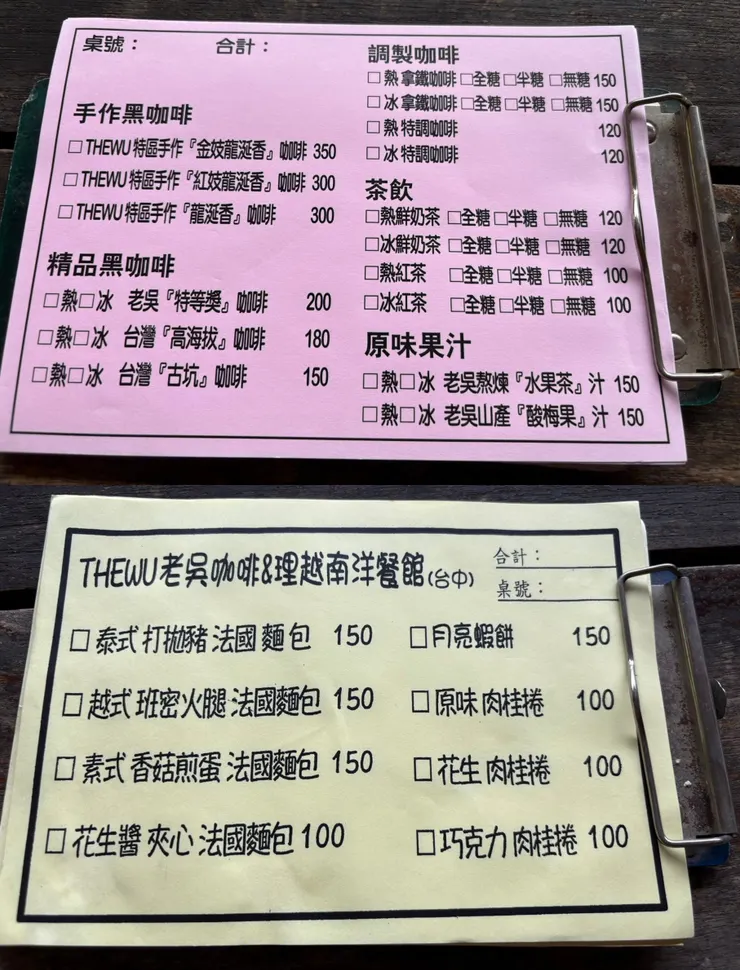 桌號： 合計：
手作黑咖啡
□ THEWU 特區手作『金妓龍涎香』咖啡 350
□ THEWU 特區手作『紅妓龍涎香』咖啡 300
□ THEWU 特區手作『龍涎香』咖啡 300
精品黑咖啡
□熱□冰 老吳『特等獎』咖啡 200
□熱□冰 台灣『高海拔』咖啡 180
□熱□冰 台灣『古坑』咖啡 150
調製咖啡
□ 熱 拿鐵咖啡 □全糖 □半糖 □無糖 150
□ 冰 拿鐵咖啡 □全糖 □半糖 □無糖 150
□ 熱 特調咖啡 120
□ 冰 特調咖啡 120
茶飲
□熱鮮奶茶 □全糖 □半糖 □無糖 120
□冰鮮奶茶 □全糖 □半糖 □無糖 120
□熱紅茶 □全糖 □半糖 □無糖 100
□冰紅茶 □全糖 □半糖 □無糖 100
原味果汁
□熱□冰 老吳熬煉『水果茶』汁 150
□熱□冰 老吳山產『酸梅果』汁 150
THEWU老吳咖啡&理越南洋餐館(台中)
合計：
桌號：
□ 泰式 打拋豬 法國 麵包 150
□ 越式 班密火腿 法國麵包 150
□ 素式 香菇煎蛋 法國麵包 150
□ 花生醬 夾心 法國麵包 100
□月亮蝦餅 150
□原味 肉桂捲 100
□花生 肉桂捲 100
□巧克力 肉桂捲 100